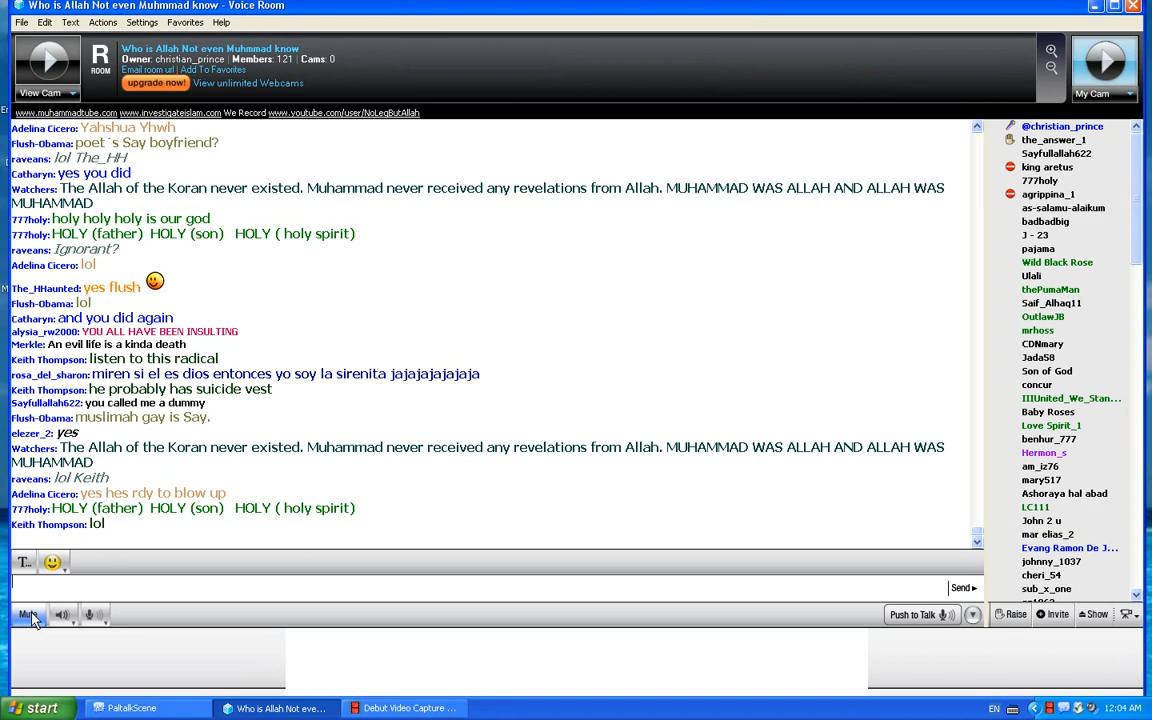 Who is Allah Not even Muhmmad know - Voice Room
File Edit Text Actions Settings Favorites Help
Who is Allah Not even Muhmmad know
R
ROOM
Owner: christian_prince | Members: 121 | Cams: 0
Email room url | Add To Favorites
upgrade now! View unlimited Webcams
View Cam
My Cam
www.muhammadtube.com www.investigateislam.com We Record www.youtube.com/user/NoLegButAllah
Adelina Cicero: Yahshua Yhwh
Flush-Obama: poet´s Say boyfriend?
raveans: lol The_HH
Catharyn: yes you did
Watchers: The Allah of the Koran never existed. Muhammad never received any revelations from Allah. MUHAMMAD WAS ALLAH AND ALLAH WAS
MUHAMMAD
777holy: holy holy holy is our god
777holy: HOLY (father) HOLY (son) HOLY ( holy spirit)
raveans: Ignorant?
Adelina Cicero: lol
The_HHaunted: yes flush
Flush-Obama: lol
Catharyn: and you did again
alysia_rw2000: YOU ALL HAVE BEEN INSULTING
Merkle: An evil life is a kinda death
Keith Thompson: listen to this radical
rosa_del_sharon: miren si el es dios entonces yo soy la sirenita jajajajajajaja
Keith Thompson: he probably has suicide vest
Sayfullallah622: you called me a dummy
Flush-Obama: muslimah gay is Say.
elezer_2: yes
Watchers: The Allah of the Koran never existed. Muhammad never received any revelations from Allah. MUHAMMAD WAS ALLAH AND ALLAH WAS
MUHAMMAD
raveans: lol Keith
Adelina Cicero: yes hes rdy to blow up
777holy: HOLY (father) HOLY (son) HOLY ( holy spirit)
Keith Thompson: lol
@christian_prince
the_answer_1
Sayfullallah622
king aretus
777holy
agrippina_1
as-salamu-alaikum
badbadbig
J - 23
pajama
Wild Black Rose
Ulali
thePumaMan
Saif_Alhaq11
OutlawJB
mrhoss
CDNmary
Jada58
Son of God
concur
IIIUnited_We_Stan...
Baby Roses
Love Spirit_1
benhur_777
Hermon_s
am_iz76
mary517
Ashoraya hal abad
LC111
John 2 u
mar elias_2
Evang Ramon De J...
johnny_1037
cheri_54
sub_x_one
T...
Send
Mute
Push to Talk
Raise Invite Show
start
PaltalkScene
Who is Allah Not eve...
Debut Video Capture ...
EN
12:04 AM